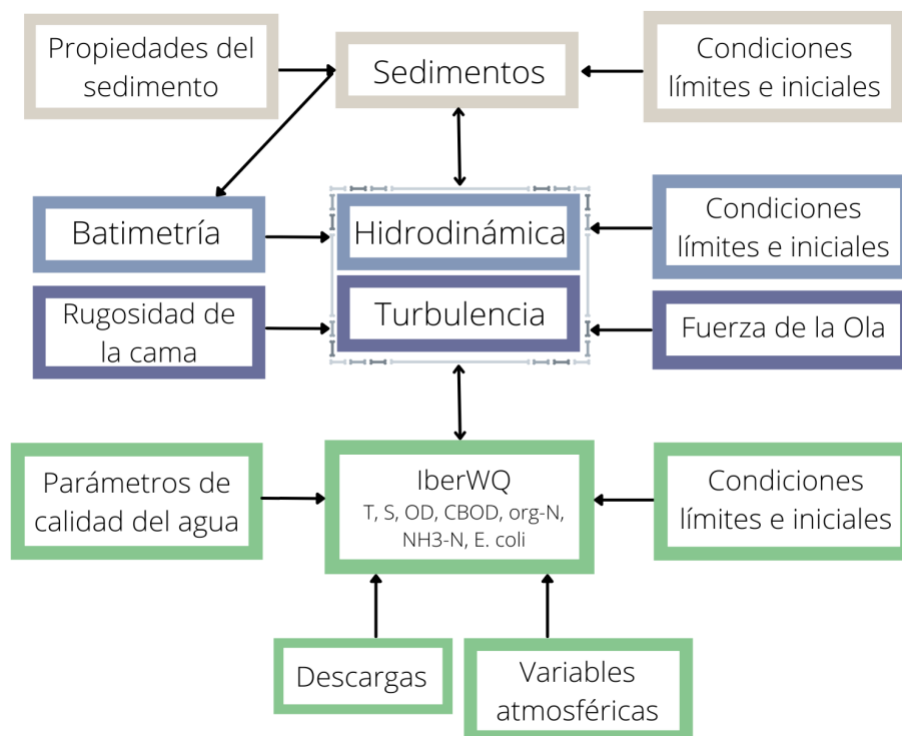 Propiedades del
sedimento
Sedimentos
Condiciones
límites e iniciales
Batimetría
Hidrodinámica
Condiciones
límites e iniciales
Rugosidad de
la cama
Turbulencia
Fuerza de la Ola
Parámetros de
calidad del agua
IberWQ
T, S, OD, CBOD, org-N,
NH3-N, E. coli
Condiciones
límites e iniciales
Descargas
Variables
atmosféricas